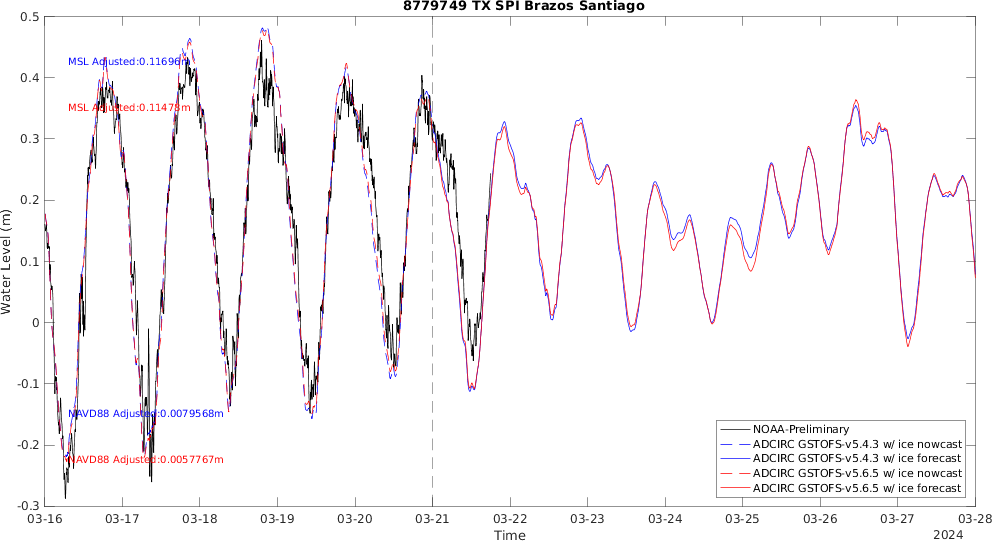 8779749 TX SPI Brazos Santiago
0.5
0.4
0.3
0.2
0.1
0
-0.1
-0.2
-0.3
Water Level (m)
MSL Adjusted:0.11696m
MSL Adjusted:0.11478m
NAVD88 Adjusted:0.0079568m
NAVD88 Adjusted:0.0057767m
NOAA-Preliminary
ADCIRC GSTOFS-v5.4.3 w/ ice nowcast
ADCIRC GSTOFS-v5.4.3 w/ ice forecast
ADCIRC GSTOFS-v5.6.5 w/ ice nowcast
ADCIRC GSTOFS-v5.6.5 w/ ice forecast
03-16 03-17 03-18 03-19 03-20 03-21 03-22 03-23 03-24 03-25 03-26 03-27 03-28
Time
2024